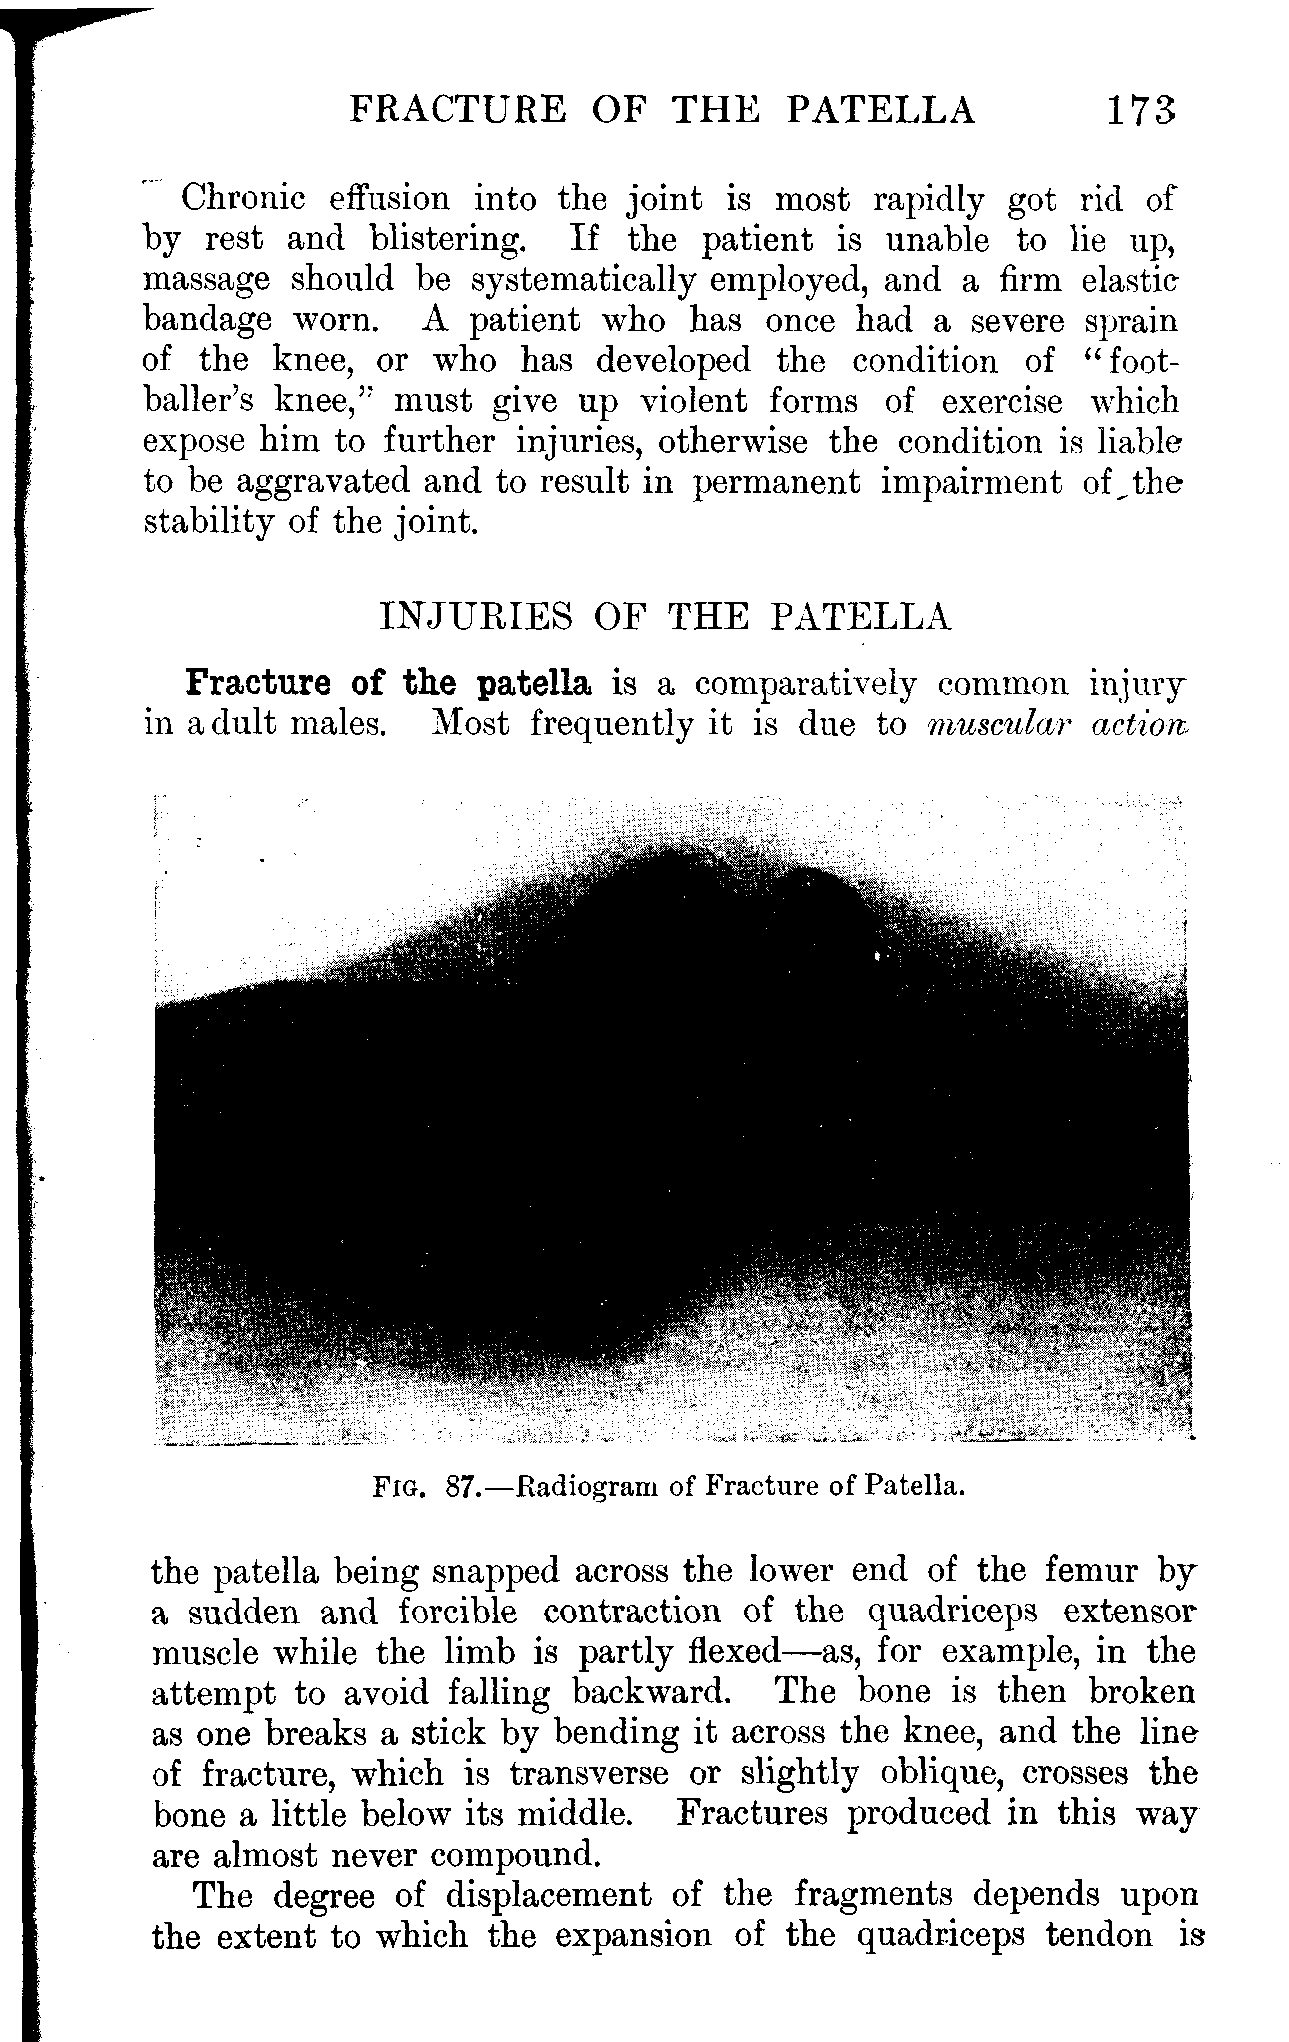 FRACTURE OF THE PATELLA 173
Chronic effusion into the joint is most rapidly got rid of
by rest and blistering. If the patient is unable to lie up,
massage should be systematically employed, and a firm elastic
bandage worn. A patient who has once had a severe sprain
of the knee, or who has developed the condition of “foot-
baller’s knee,” must give up violent forms of exercise which
expose him to further injuries, otherwise the condition is liable
to be aggravated and to result in permanent impairment of the
stability of the joint.
INJURIES OF THE PATELLA
Fracture of the patella is a comparatively common injury
in adult males. Most frequently it is due to muscular action
FIG. 87.—Radiogram of Fracture of Patella.
the patella being snapped across the lower end of the femur by
a sudden and forcible contraction of the quadriceps extensor
muscle while the limb is partly flexed—as, for example, in the
attempt to avoid falling backward. The bone is then broken
as one breaks a stick by bending it across the knee, and the line
of fracture, which is transverse or slightly oblique, crosses the
bone a little below its middle. Fractures produced in this way
are almost never compound.
The degree of displacement of the fragments depends upon
the extent to which the expansion of the quadriceps tendon is